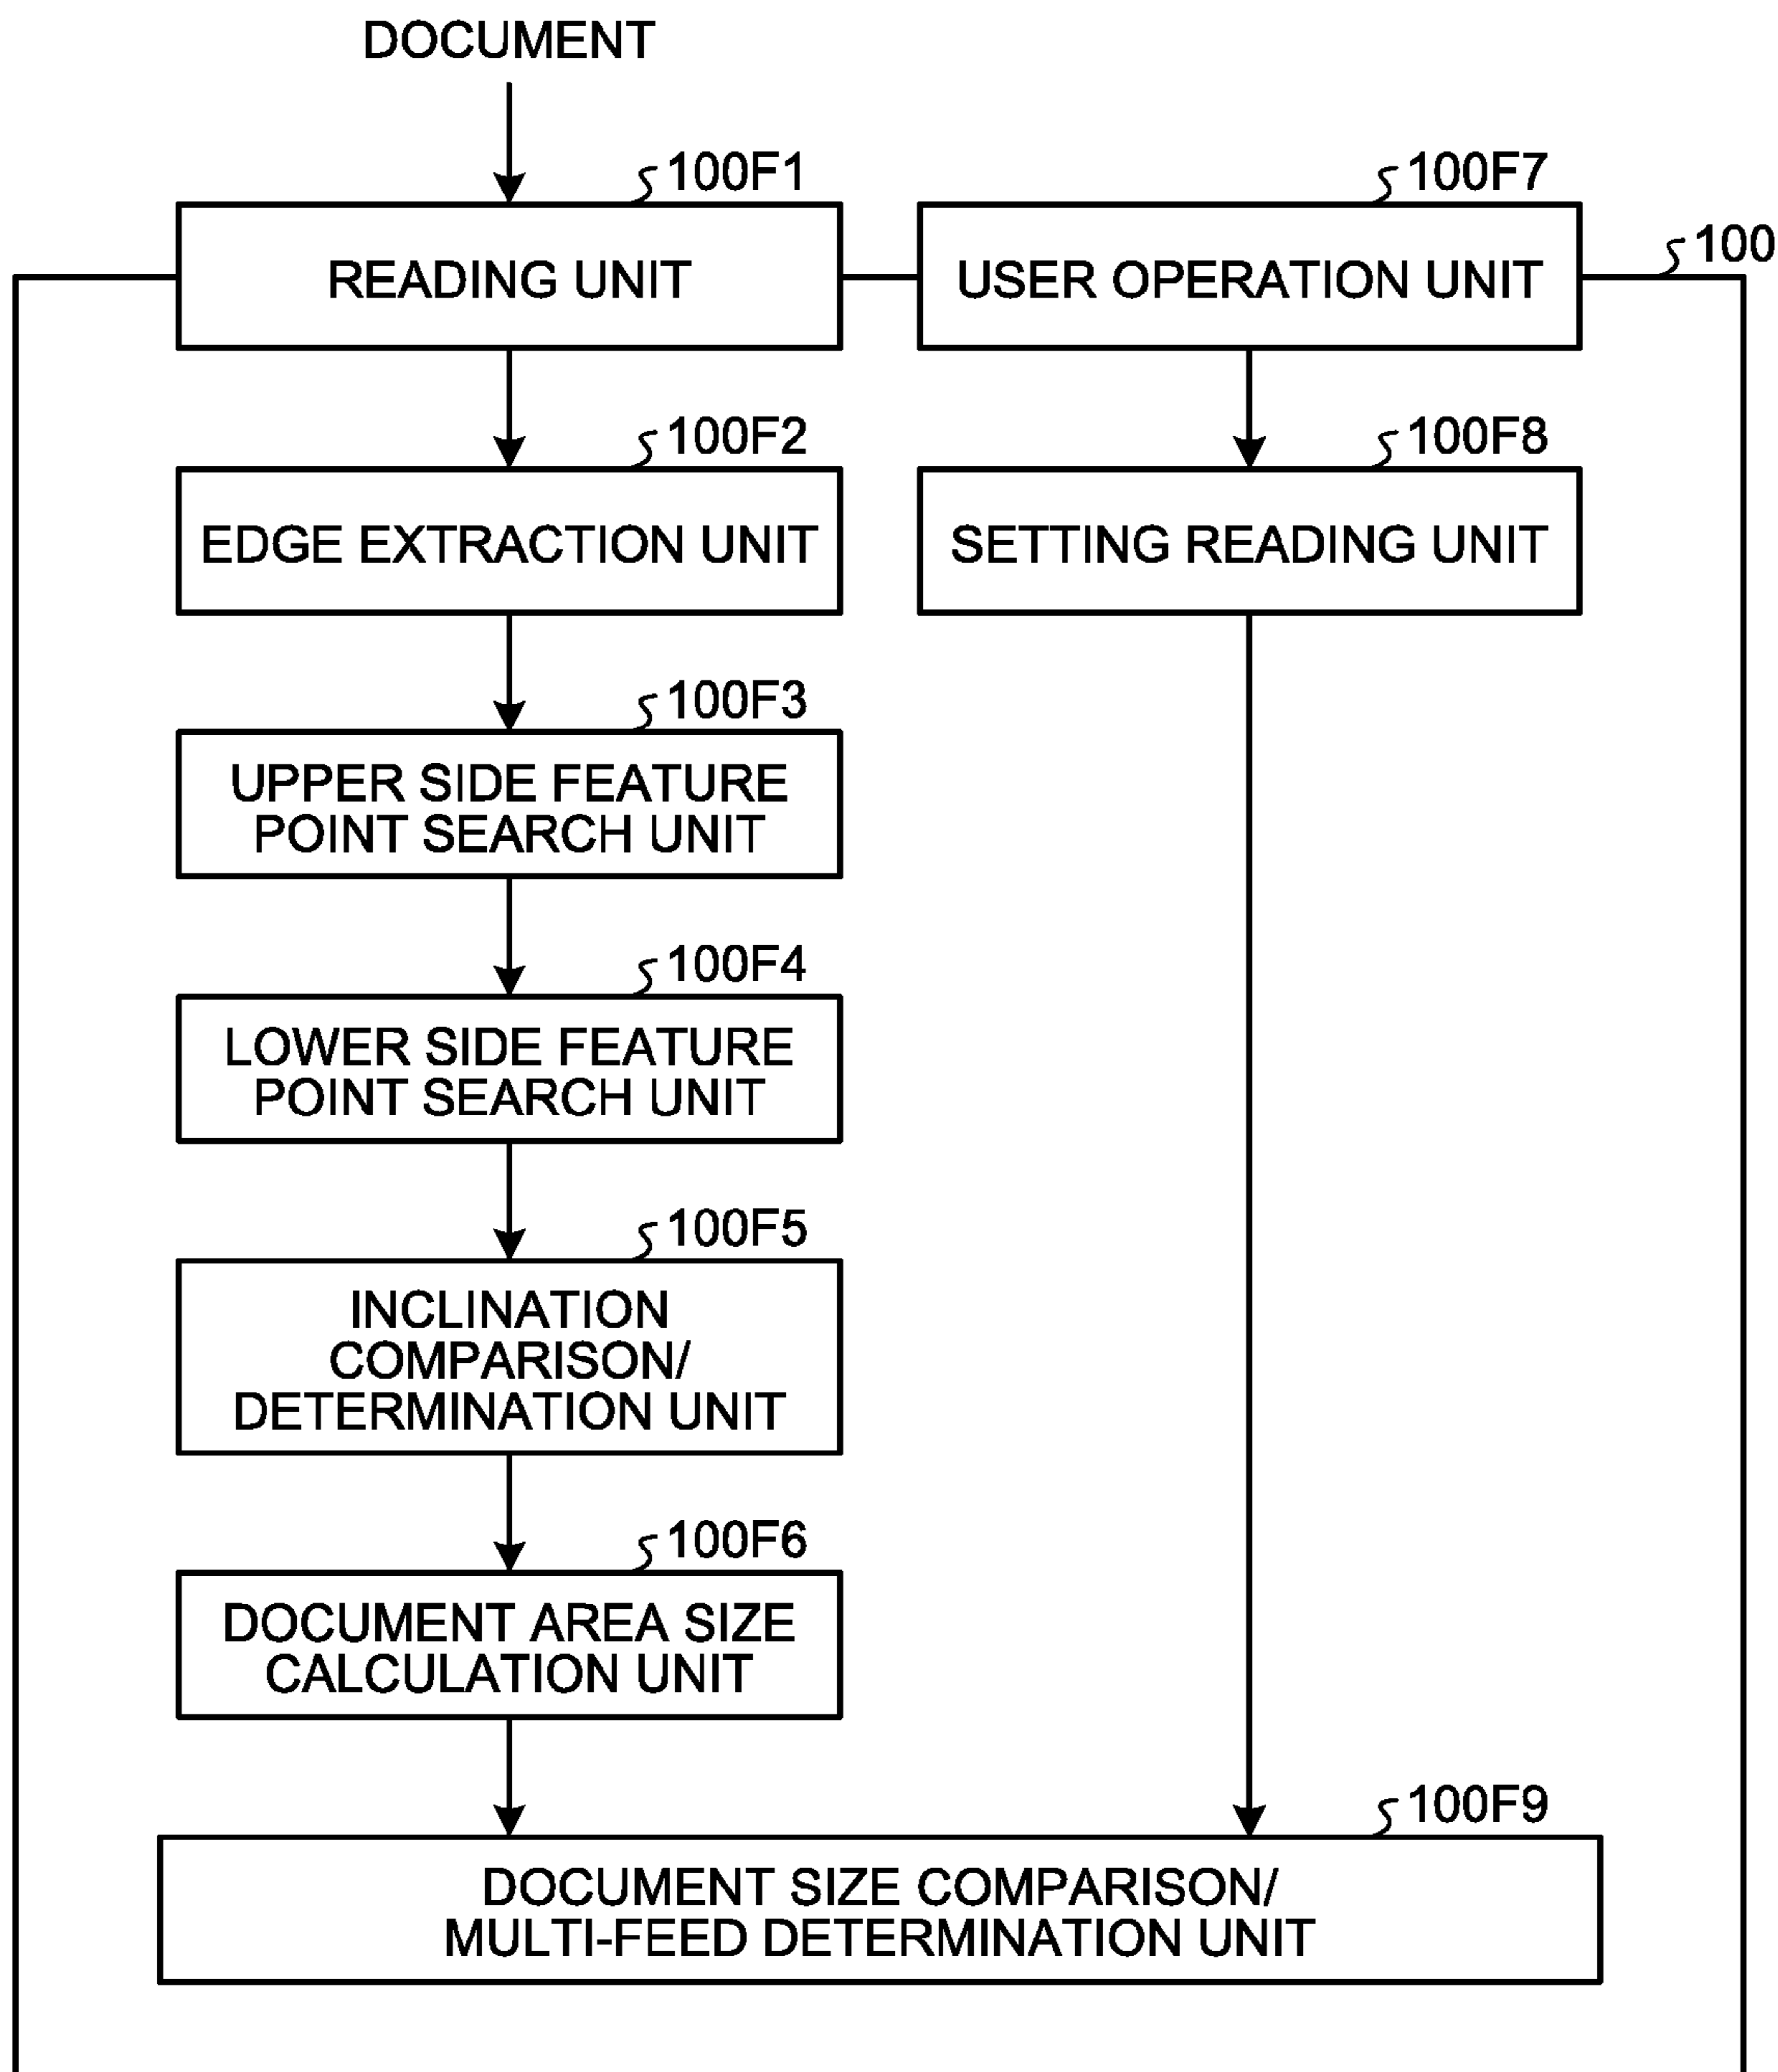 DOCUMENT
100F1
100F7
100
READING UNIT
USER OPERATION UNIT
100F2
100F8
EDGE EXTRACTION UNIT
SETTING READING UNIT
100F3
UPPER SIDE FEATURE
POINT SEARCH UNIT
100F4
LOWER SIDE FEATURE
POINT SEARCH UNIT
100F5
INCLINATION
COMPARISON/
DETERMINATION UNIT
100F6
DOCUMENT AREA SIZE
CALCULATION UNIT
100F9
DOCUMENT SIZE COMPARISON/
MULTI-FEED DETERMINATION UNIT